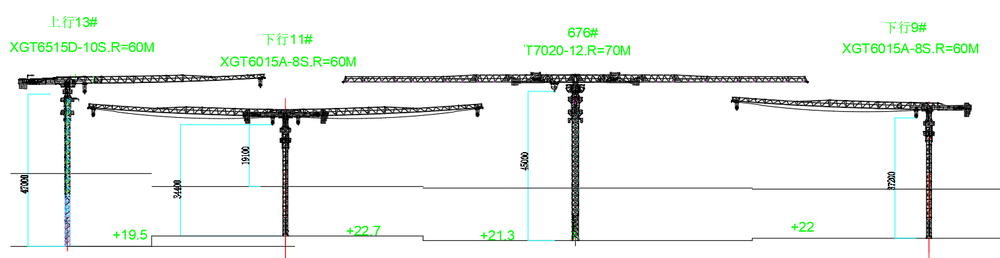 上行13#
XGT6515D-10S.R=60M
下行11#
XGT6015A-8S.R=60M
676#
T7020-12.R=70M
下行9#
XGT6015A-8S.R=60M
47000
34400
19100
45000
37200
+19.5
+22.7
+21.3
+22